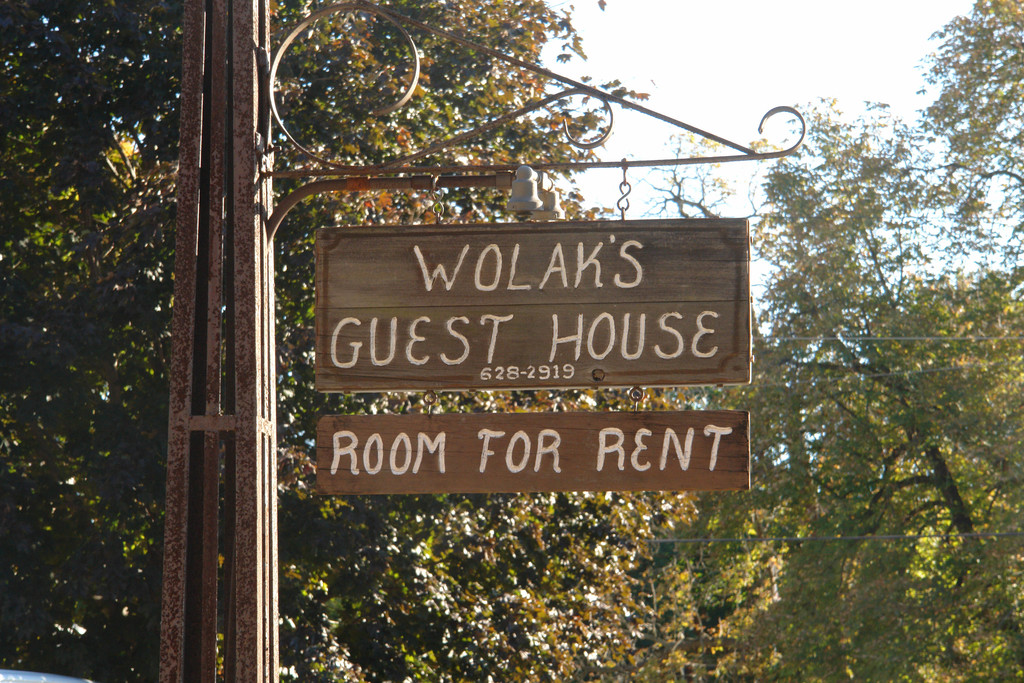 WOLAK'S
GUEST HOUSE
628-2919
ROOM FOR RENT